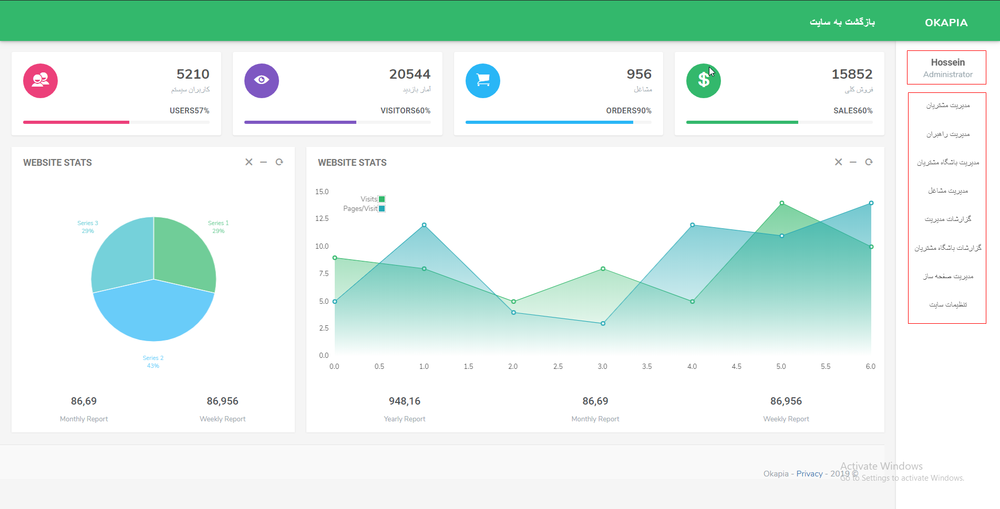 OKAPIA
بازگشت به سایت
Hossein
Administrator
مدیریت مشتریان
مدیریت راهبران
مدیریت باشگاه مشتریان
مدیریت مشاغل
گزارشات مدیریت
گزارشات باشگاه مشتریان
مدیریت صفحه ساز
تنظیمات سایت
15852
فروش کلی
SALES60%
956
مشاغل
ORDERS90%
20544
آمار بازدید
VISITORS60%
5210
کاربران سیستم
USERS57%
WEBSITE STATS
Series 3
29%
Series 1
29%
Series 2
43%
86,69
Monthly Report
86,956
Weekly Report
WEBSITE STATS
Visits
Pages/Visit
15.0
12.5
10.0
7.5
5.0
2.5
0.0
0.0 0.5 1.0 1.5 2.0 2.5 3.0 3.5 4.0 4.5 5.0 5.5 6.0
948,16
Yearly Report
86,69
Monthly Report
86,956
Weekly Report
Okapia - Privacy - 2019 ©
Activate Windows
Go to Settings to activate Windows.